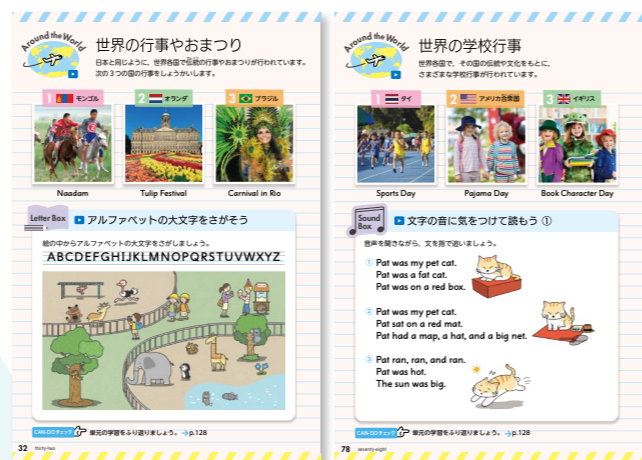 Around the World
世界の行事やおまつり
日本と同じように、世界各国で伝統の行事やおまつりが行われています。
次の3つの国の行事をしょうかいします。
1 モンゴル
2 オランダ
3 ブラジル
Naadam
Tulip Festival
Carnival in Rio
Letter Box
アルファベットの大文字をさがそう
絵の中からアルファベットの大文字をさがしましょう。
ABCDEFGHIJKLMNOPQRSTUVWXYZ
CAN-DOチェック 単元の学習をふり返りましょう。→p.128
32 thirty-two
Around the World
世界の学校行事
世界各国で、その国の伝統や文化をもとに、
さまざまな学校行事が行われています。
1 タイ
2 アメリカ合衆国
3 イギリス
Sports Day
Pajama Day
Book Character Day
Sound Box
文字の音に気をつけて読もう ①
音声を聞きながら、文を指で追いましょう。
① Pat was my pet cat.
Pat was a fat cat.
Pat was on a red box.
② Pat was my pet cat.
Pat sat on a red mat.
Pat had a map, a hat, and a big net.
③ Pat ran, ran, and ran.
Pat was hot.
The sun was big.
CAN-DOチェック 単元の学習をふり返りましょう。→p.128
78 seventy-eight